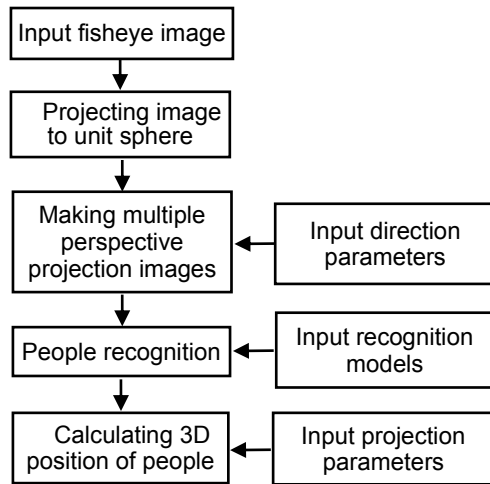 Input fisheye image
Projecting image
to unit sphere
Making multiple
perspective
projection images
Input direction
parameters
People recognition
Input recognition
models
Calculating 3D
position of people
Input projection
parameters